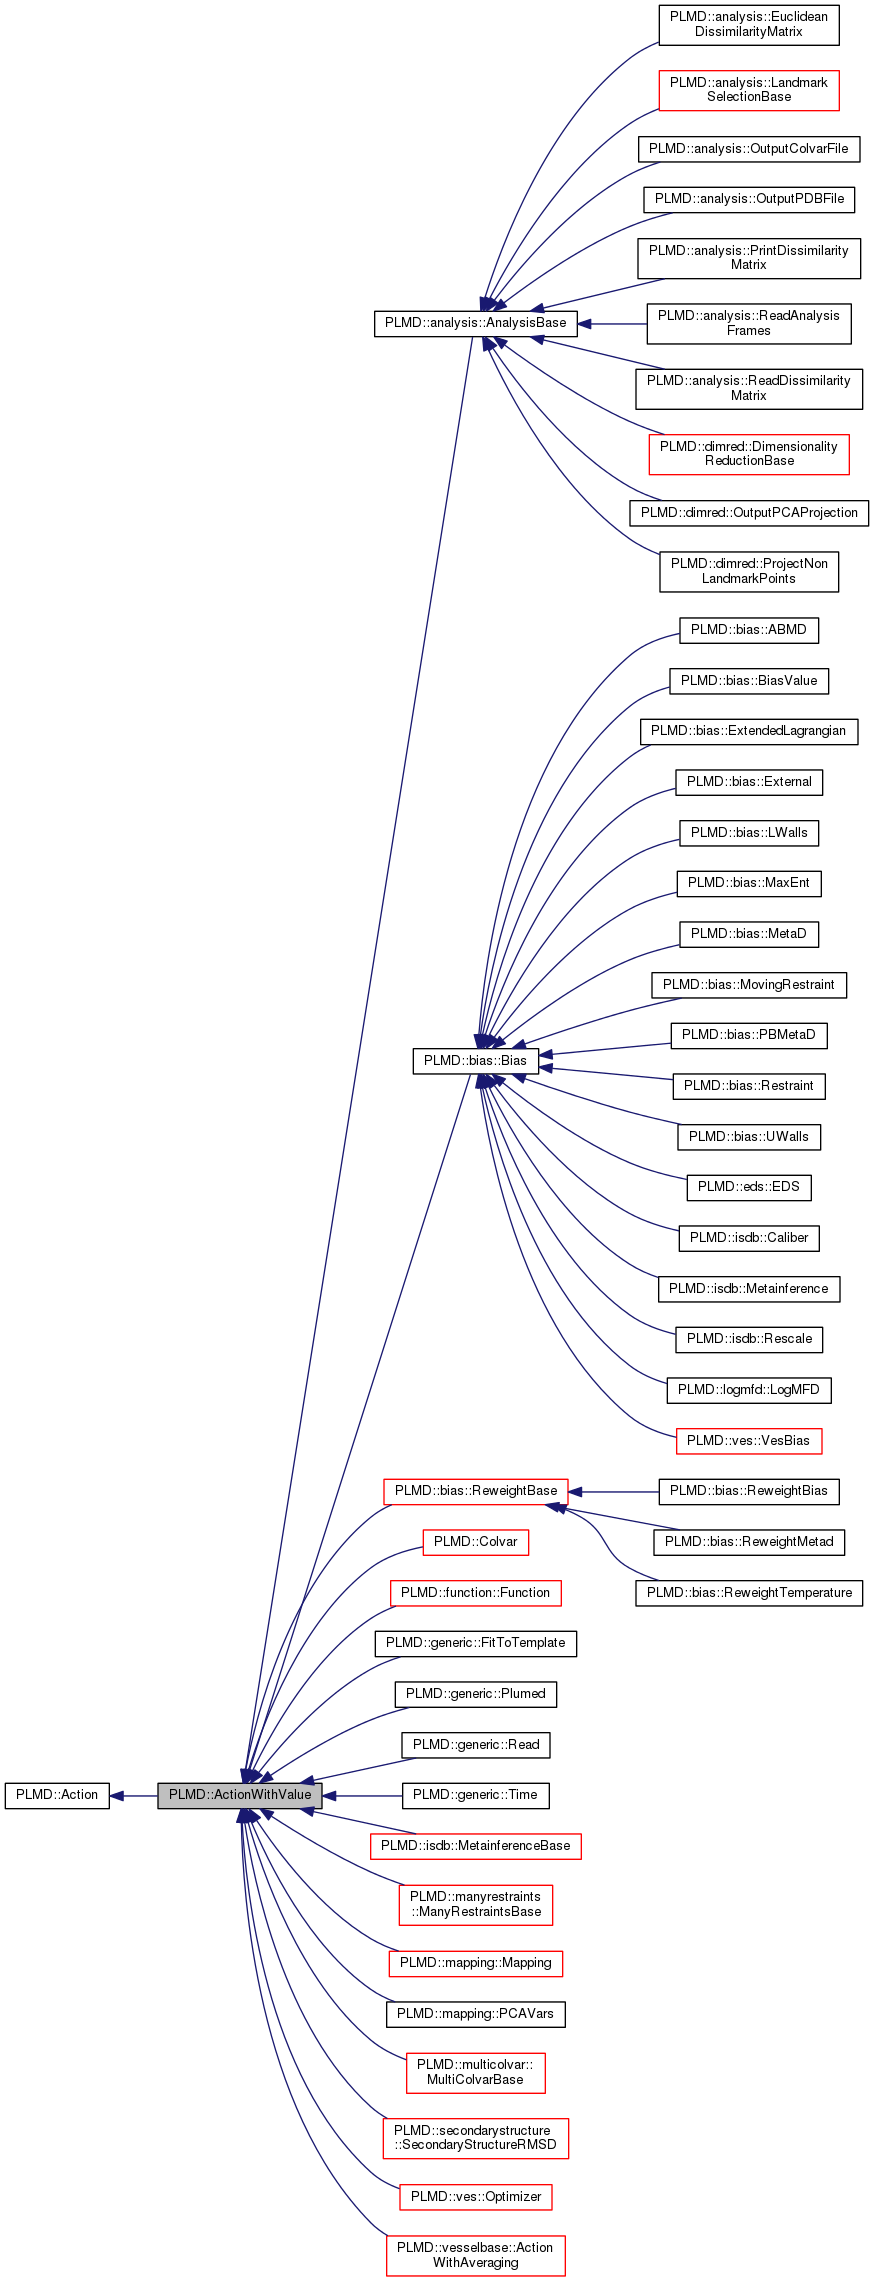 PLMD::analysis::Euclidean
DissimilarityMatrix
PLMD::analysis::Landmark
SelectionBase
PLMD::analysis::OutputColvarFile
PLMD::analysis::OutputPDBFile
PLMD::analysis::PrintDissimilarity
Matrix
PLMD::analysis::AnalysisBase
PLMD::analysis::ReadAnalysis
Frames
PLMD::analysis::ReadDissimilarity
Matrix
PLMD::dimred::Dimensionality
ReductionBase
PLMD::dimred::OutputPCAProjection
PLMD::dimred::ProjectNon
LandmarkPoints
PLMD::bias::ABMD
PLMD::bias::BiasValue
PLMD::bias::ExtendedLagrangian
PLMD::bias::External
PLMD::bias::LWalls
PLMD::bias::MaxEnt
PLMD::bias::MetaD
PLMD::bias::MovingRestraint
PLMD::bias::PBMetaD
PLMD::bias::Bias
PLMD::bias::Restraint
PLMD::bias::UWalls
PLMD::eds::EDS
PLMD::isdb::Caliber
PLMD::isdb::Metainference
PLMD::isdb::Rescale
PLMD::logmfd::LogMFD
PLMD::ves::VesBias
PLMD::bias::ReweightBase
PLMD::bias::ReweightBias
PLMD::Colvar
PLMD::bias::ReweightMetad
PLMD::function::Function
PLMD::bias::ReweightTemperature
PLMD::generic::FitToTemplate
PLMD::generic::Plumed
PLMD::generic::Read
PLMD::Action
PLMD::ActionWithValue
PLMD::generic::Time
PLMD::isdb::MetainferenceBase
PLMD::manyrestraints
::ManyRestraintsBase
PLMD::mapping::Mapping
PLMD::mapping::PCAVars
PLMD::multicolvar::
MultiColvarBase
PLMD::secondarystructure
::SecondaryStructureRMSD
PLMD::ves::Optimizer
PLMD::vesselbase::Action
WithAveraging